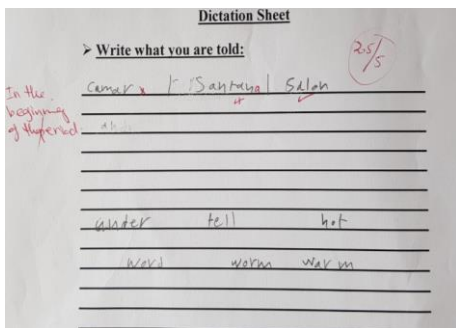 Dictation Sheet
➤ Write what you are told:
2.5/5
camar x Santana Salon
In the
beginning
of the period
ander tell hot
word worm warm